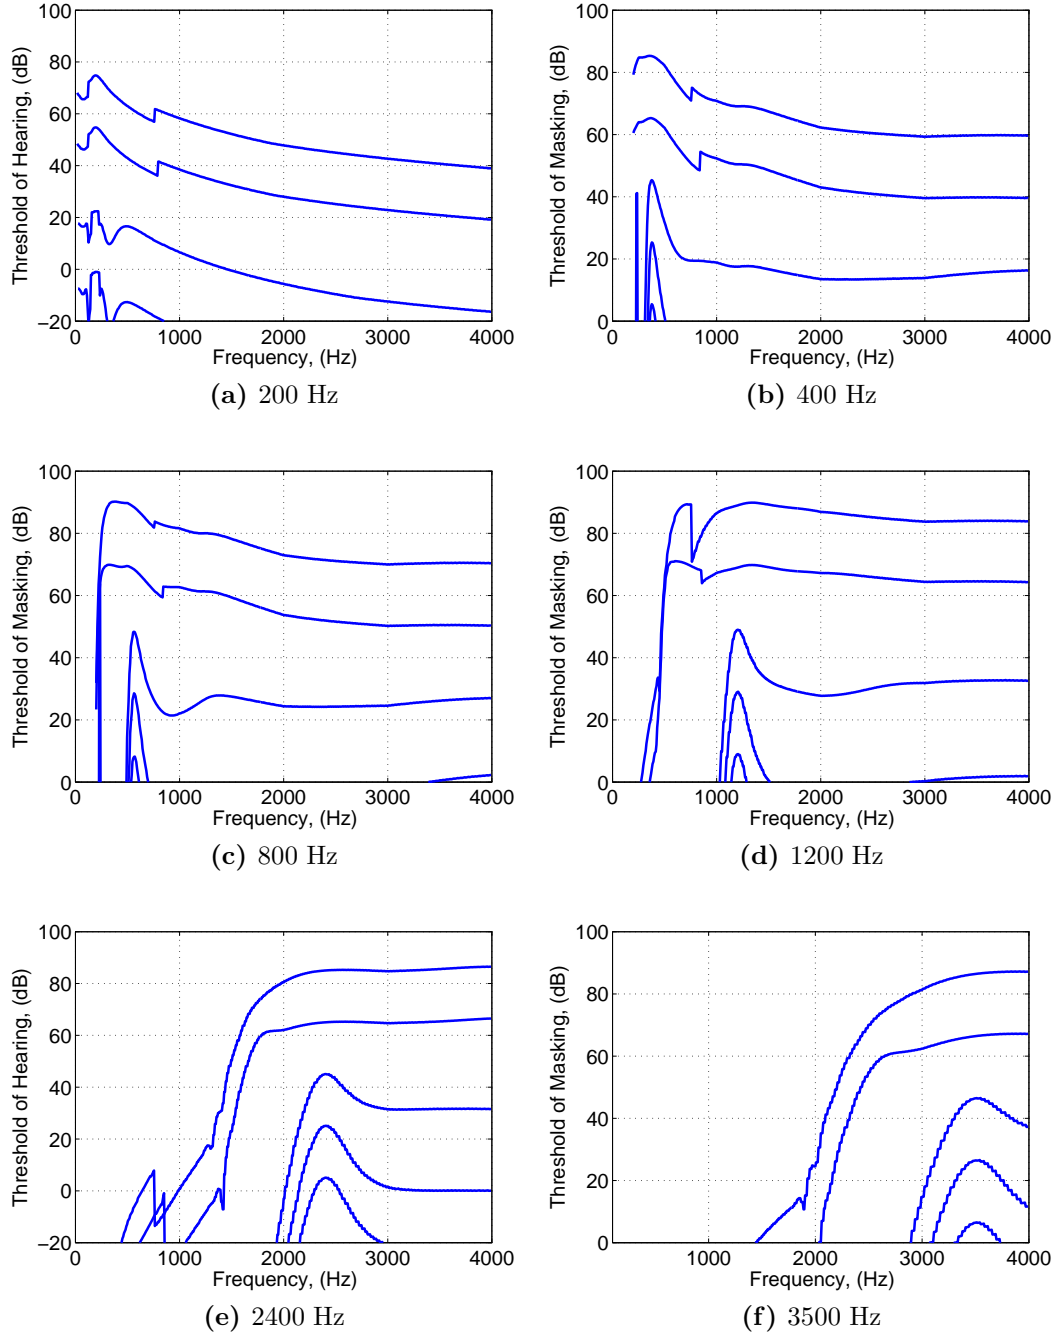 100
80
60
40
20
0
−20
Threshold of Hearing, (dB)
0 1000 2000 3000 4000
Frequency, (Hz)
(a) 200 Hz
100
80
60
40
20
0
Threshold of Masking, (dB)
0 1000 2000 3000 4000
Frequency, (Hz)
(b) 400 Hz
100
80
60
40
20
0
Threshold of Masking, (dB)
0 1000 2000 3000 4000
Frequency, (Hz)
(c) 800 Hz
100
80
60
40
20
0
Threshold of Masking, (dB)
0 1000 2000 3000 4000
Frequency, (Hz)
(d) 1200 Hz
100
80
60
40
20
0
−20
Threshold of Hearing, (dB)
0 1000 2000 3000 4000
Frequency, (Hz)
(e) 2400 Hz
100
80
60
40
20
0
Threshold of Masking, (dB)
1000 2000 3000 4000
Frequency, (Hz)
(f) 3500 Hz